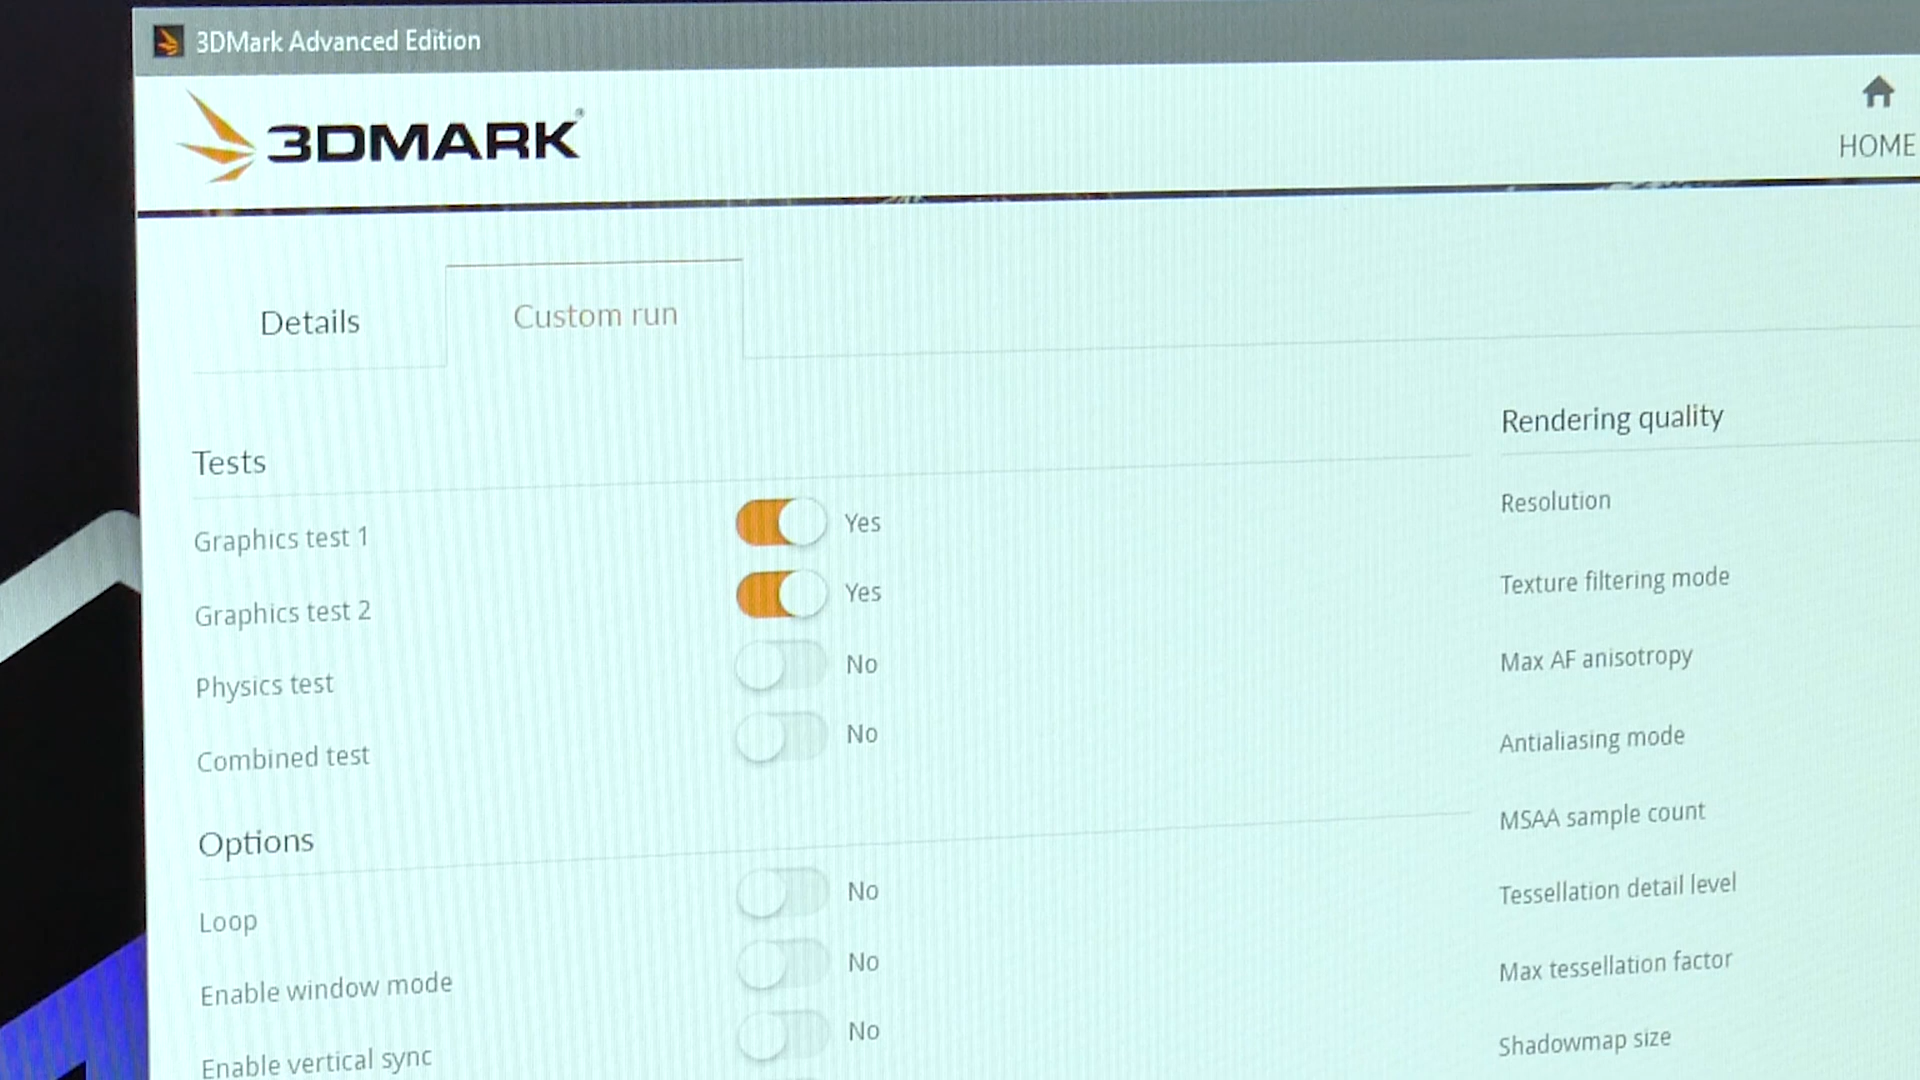 3DMark Advanced Edition
3DMARK®
HOME
Details
Custom run
Tests
Graphics test 1
Yes
Graphics test 2
Yes
Physics test
No
Combined test
No
Options
Loop
No
Enable window mode
No
Enable vertical sync
No
Rendering quality
Resolution
Texture filtering mode
Max AF anisotropy
Antialiasing mode
MSAA sample count
Tessellation detail level
Max tessellation factor
Shadowmap size